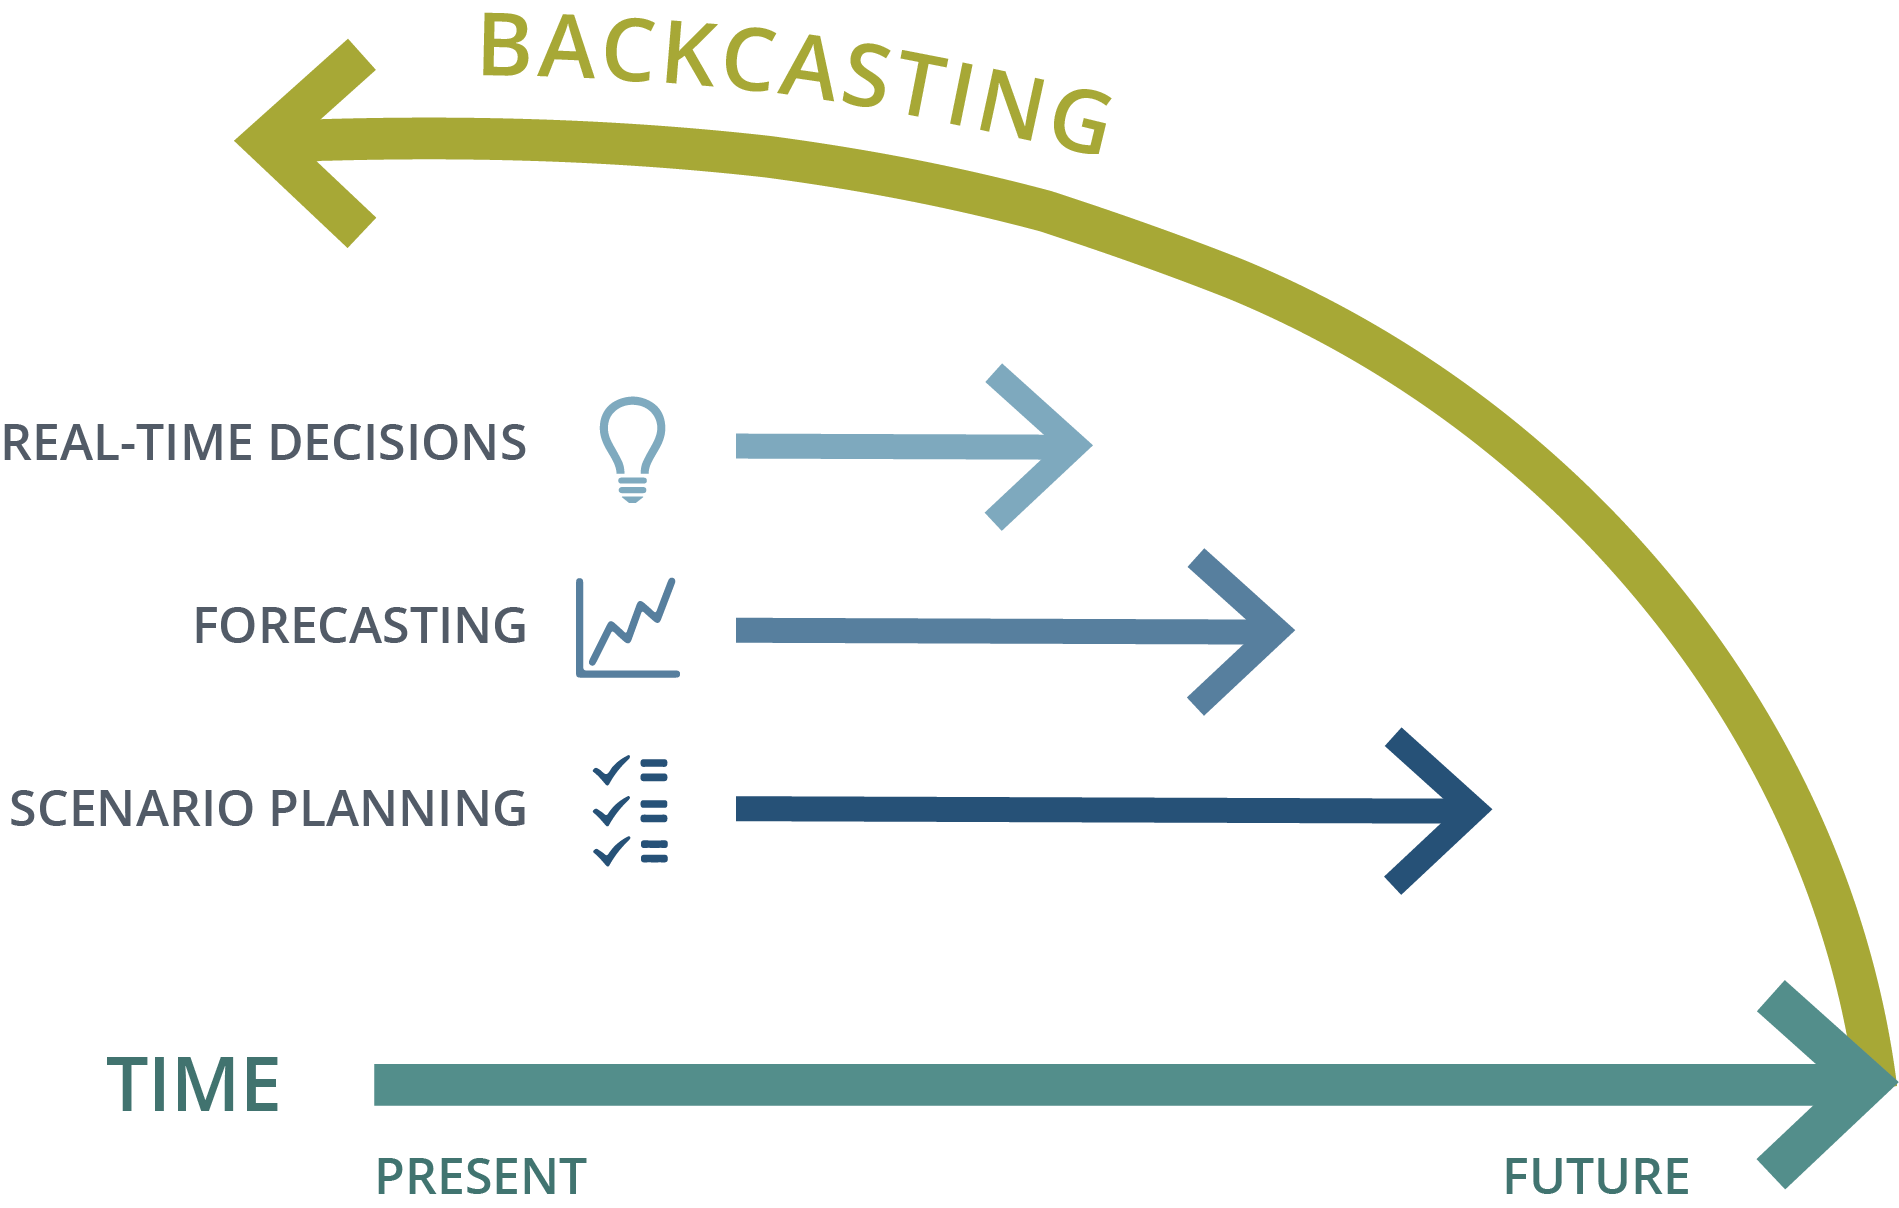 BACKCASTING
REAL-TIME DECISIONS
FORECASTING
SCENARIO PLANNING
TIME
PRESENT
FUTURE